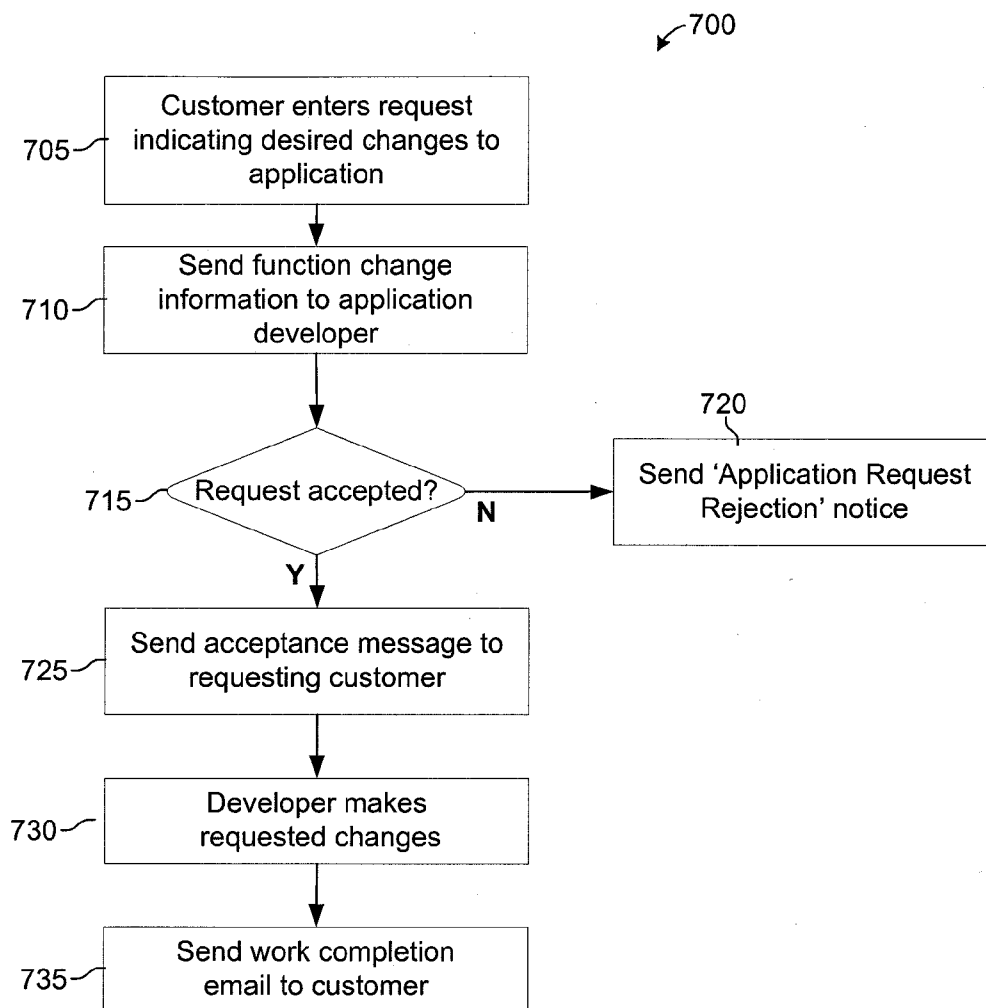 700
705
Customer enters request
indicating desired changes to
application
710
Send function change
information to application
developer
715
Request accepted?
N
Y
720
Send ‘Application Request
Rejection’ notice
725
Send acceptance message to
requesting customer
730
Developer makes
requested changes
735
Send work completion
email to customer